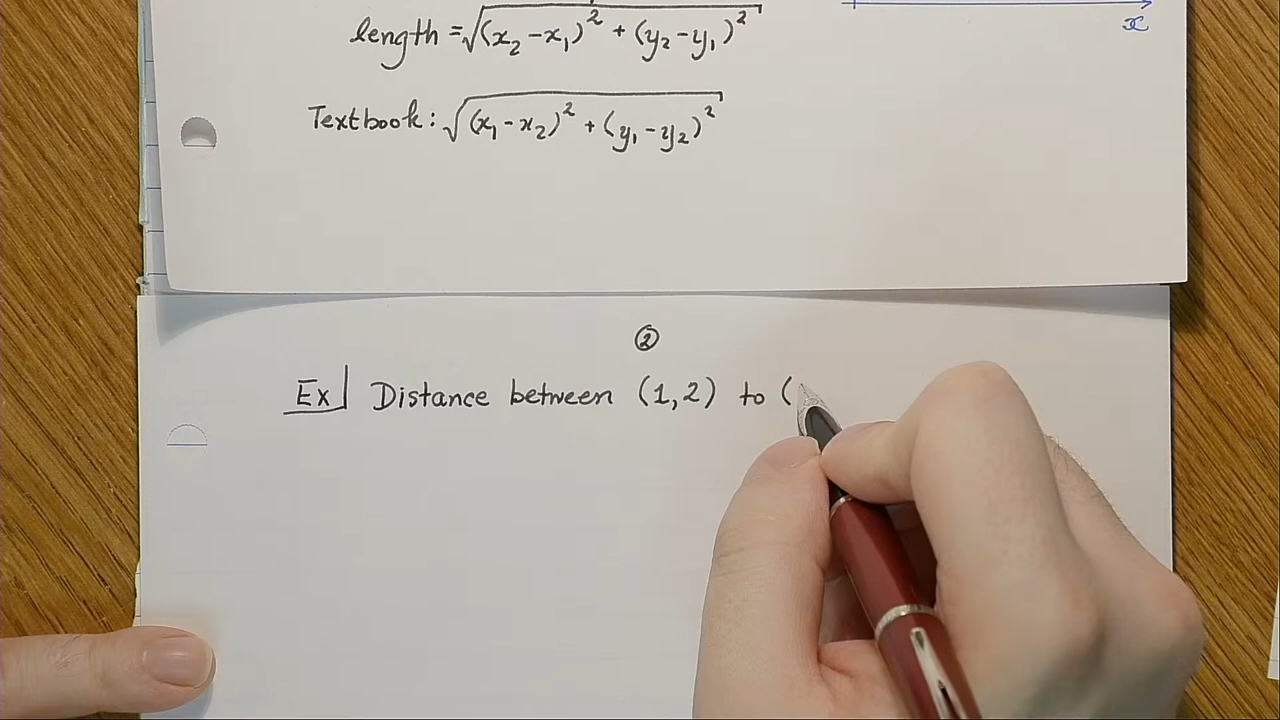 length = √(x₂ - x₁)² + (y₂ - y₁)²
x
Textbook: √(x₁ - x₂)² + (y₁ - y₂)²
②
Ex| Distance between (1,2) to (